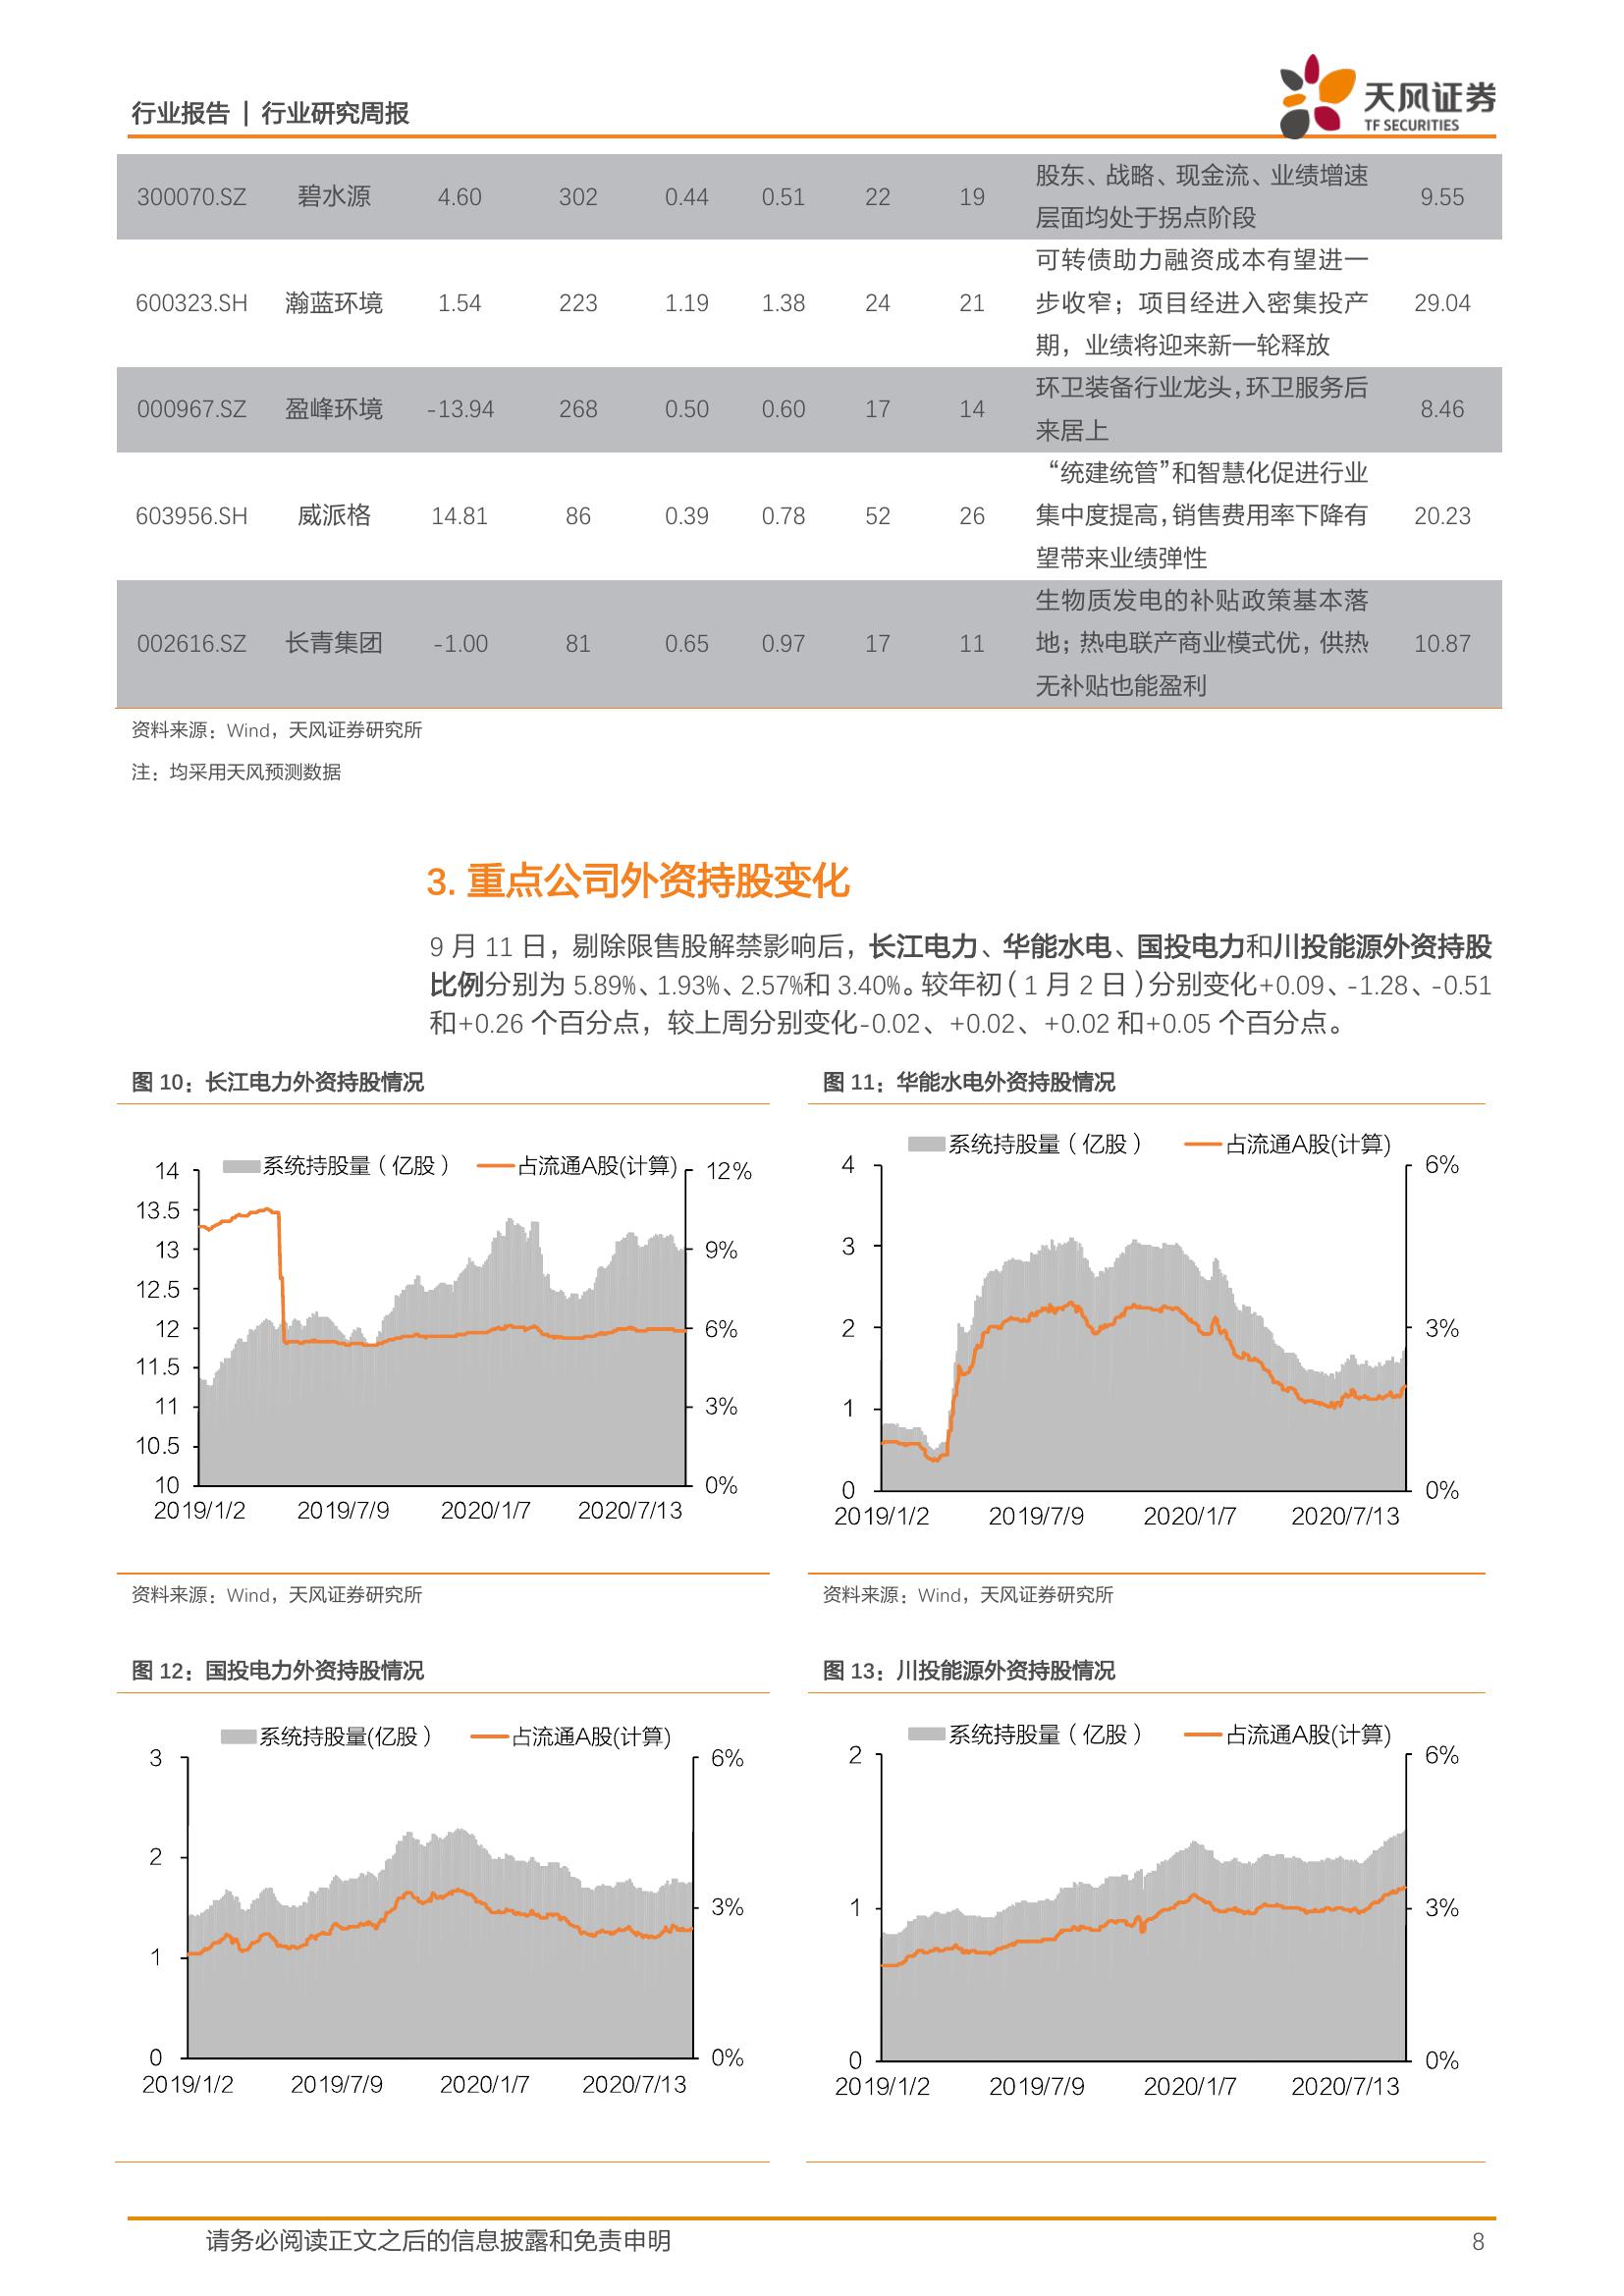 行业报告 | 行业研究周报
天风证券
TF SECURITIES
300070.SZ 碧水源 4.60 302 0.44 0.51 22 19 股东、战略、现金流、业绩增速层面均处于拐点阶段 9.55
600323.SH 瀚蓝环境 1.54 223 1.19 1.38 24 21 可转债助力融资成本有望进一步收窄；项目经进入密集投产期，业绩将迎来新一轮释放 29.04
000967.SZ 盈峰环境 -13.94 268 0.50 0.60 17 14 环卫装备行业龙头，环卫服务后来居上 8.46
603956.SH 威派格 14.81 86 0.39 0.78 52 26 “统建统管”和智慧化促进行业集中度提高，销售费用率下降有望带来业绩弹性 20.23
002616.SZ 长青集团 -1.00 81 0.65 0.97 17 11 生物质发电的补贴政策基本落地；热电联产商业模式优，供热无补贴也能盈利 10.87
资料来源：Wind，天风证券研究所
注：均采用天风预测数据
3. 重点公司外资持股变化
9 月 11 日，剔除限售股解禁影响后，长江电力、华能水电、国投电力和川投能源外资持股
比例分别为 5.89%、1.93%、2.57%和 3.40%。较年初（1 月 2 日）分别变化+0.09、-1.28、-0.51
和+0.26 个百分点，较上周分别变化-0.02、+0.02、+0.02 和+0.05 个百分点。
图 10：长江电力外资持股情况
系统持股量（亿股） 占流通A股(计算)
14 12%
13.5
13 9%
12.5
12 6%
11.5
11 3%
10.5
10 0%
2019/1/2 2019/7/9 2020/1/7 2020/7/13
资料来源：Wind，天风证券研究所
图 11：华能水电外资持股情况
系统持股量（亿股） 占流通A股(计算)
4 6%
3
2 3%
1
0 0%
2019/1/2 2019/7/9 2020/1/7 2020/7/13
资料来源：Wind，天风证券研究所
图 12：国投电力外资持股情况
系统持股量(亿股） 占流通A股(计算)
3 6%
2
3%
1
0 0%
2019/1/2 2019/7/9 2020/1/7 2020/7/13
图 13：川投能源外资持股情况
系统持股量（亿股） 占流通A股(计算)
2 6%
1 3%
0 0%
2019/1/2 2019/7/9 2020/1/7 2020/7/13
请务必阅读正文之后的信息披露和免责申明 8